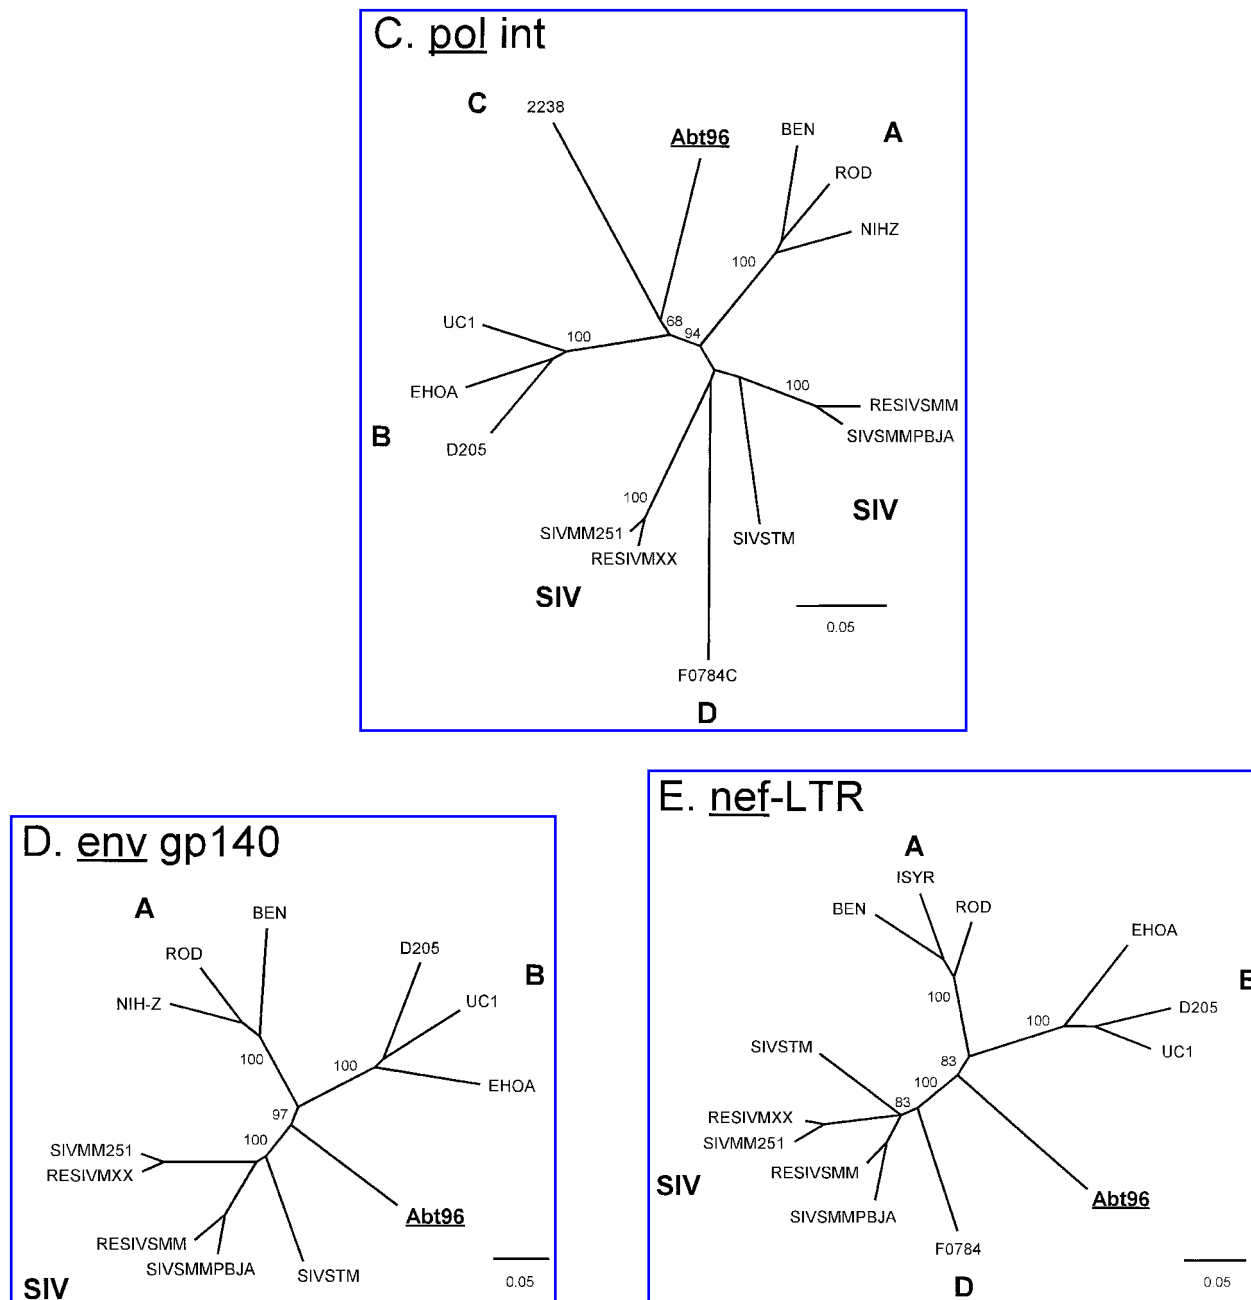 C. pol int
C
2238
Abt96
BEN
A
ROD
NIHZ
100
UC1
100
68
94
EHOA
100
RESIVSMM
B
D205
SIVSMMPBJA
100
SIV
SIVMM251
SIVSTM
RESIVMXX
SIV
0.05
F0784C
D
D. env gp140
A
BEN
ROD
D205
B
NIH-Z
UC1
100
100
EHOA
97
100
SIVMM251
RESIVMXX
Abt96
RESIVSMM
SIVSMMPBJA
SIVSTM
SIV
0.05
E. nef-LTR
A
ISYR
BEN
ROD
EHOA
100
D205
100
SIVSTM
UC1
83
100
83
RESIVMXX
SIVMM251
RESIVSMM
SIV
Abt96
SIVSMMPBJA
F0784
D
0.05